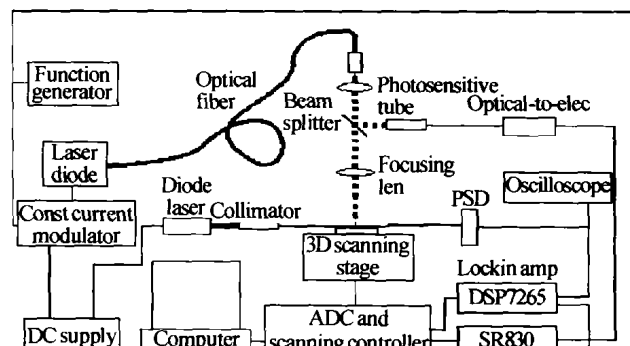 Function
generator
Optical
fiber
Photosensitive
tube
Beam
splitter
Optical-to-elec
Laser
diode
Focusing
len
Oscilloscope
Diode
laser
Collimator
PSD
Const current
modulator
3D scanning
stage
Lockin amp
DSP7265
ADC and
scanning controller
SR830
DC supply
Computer